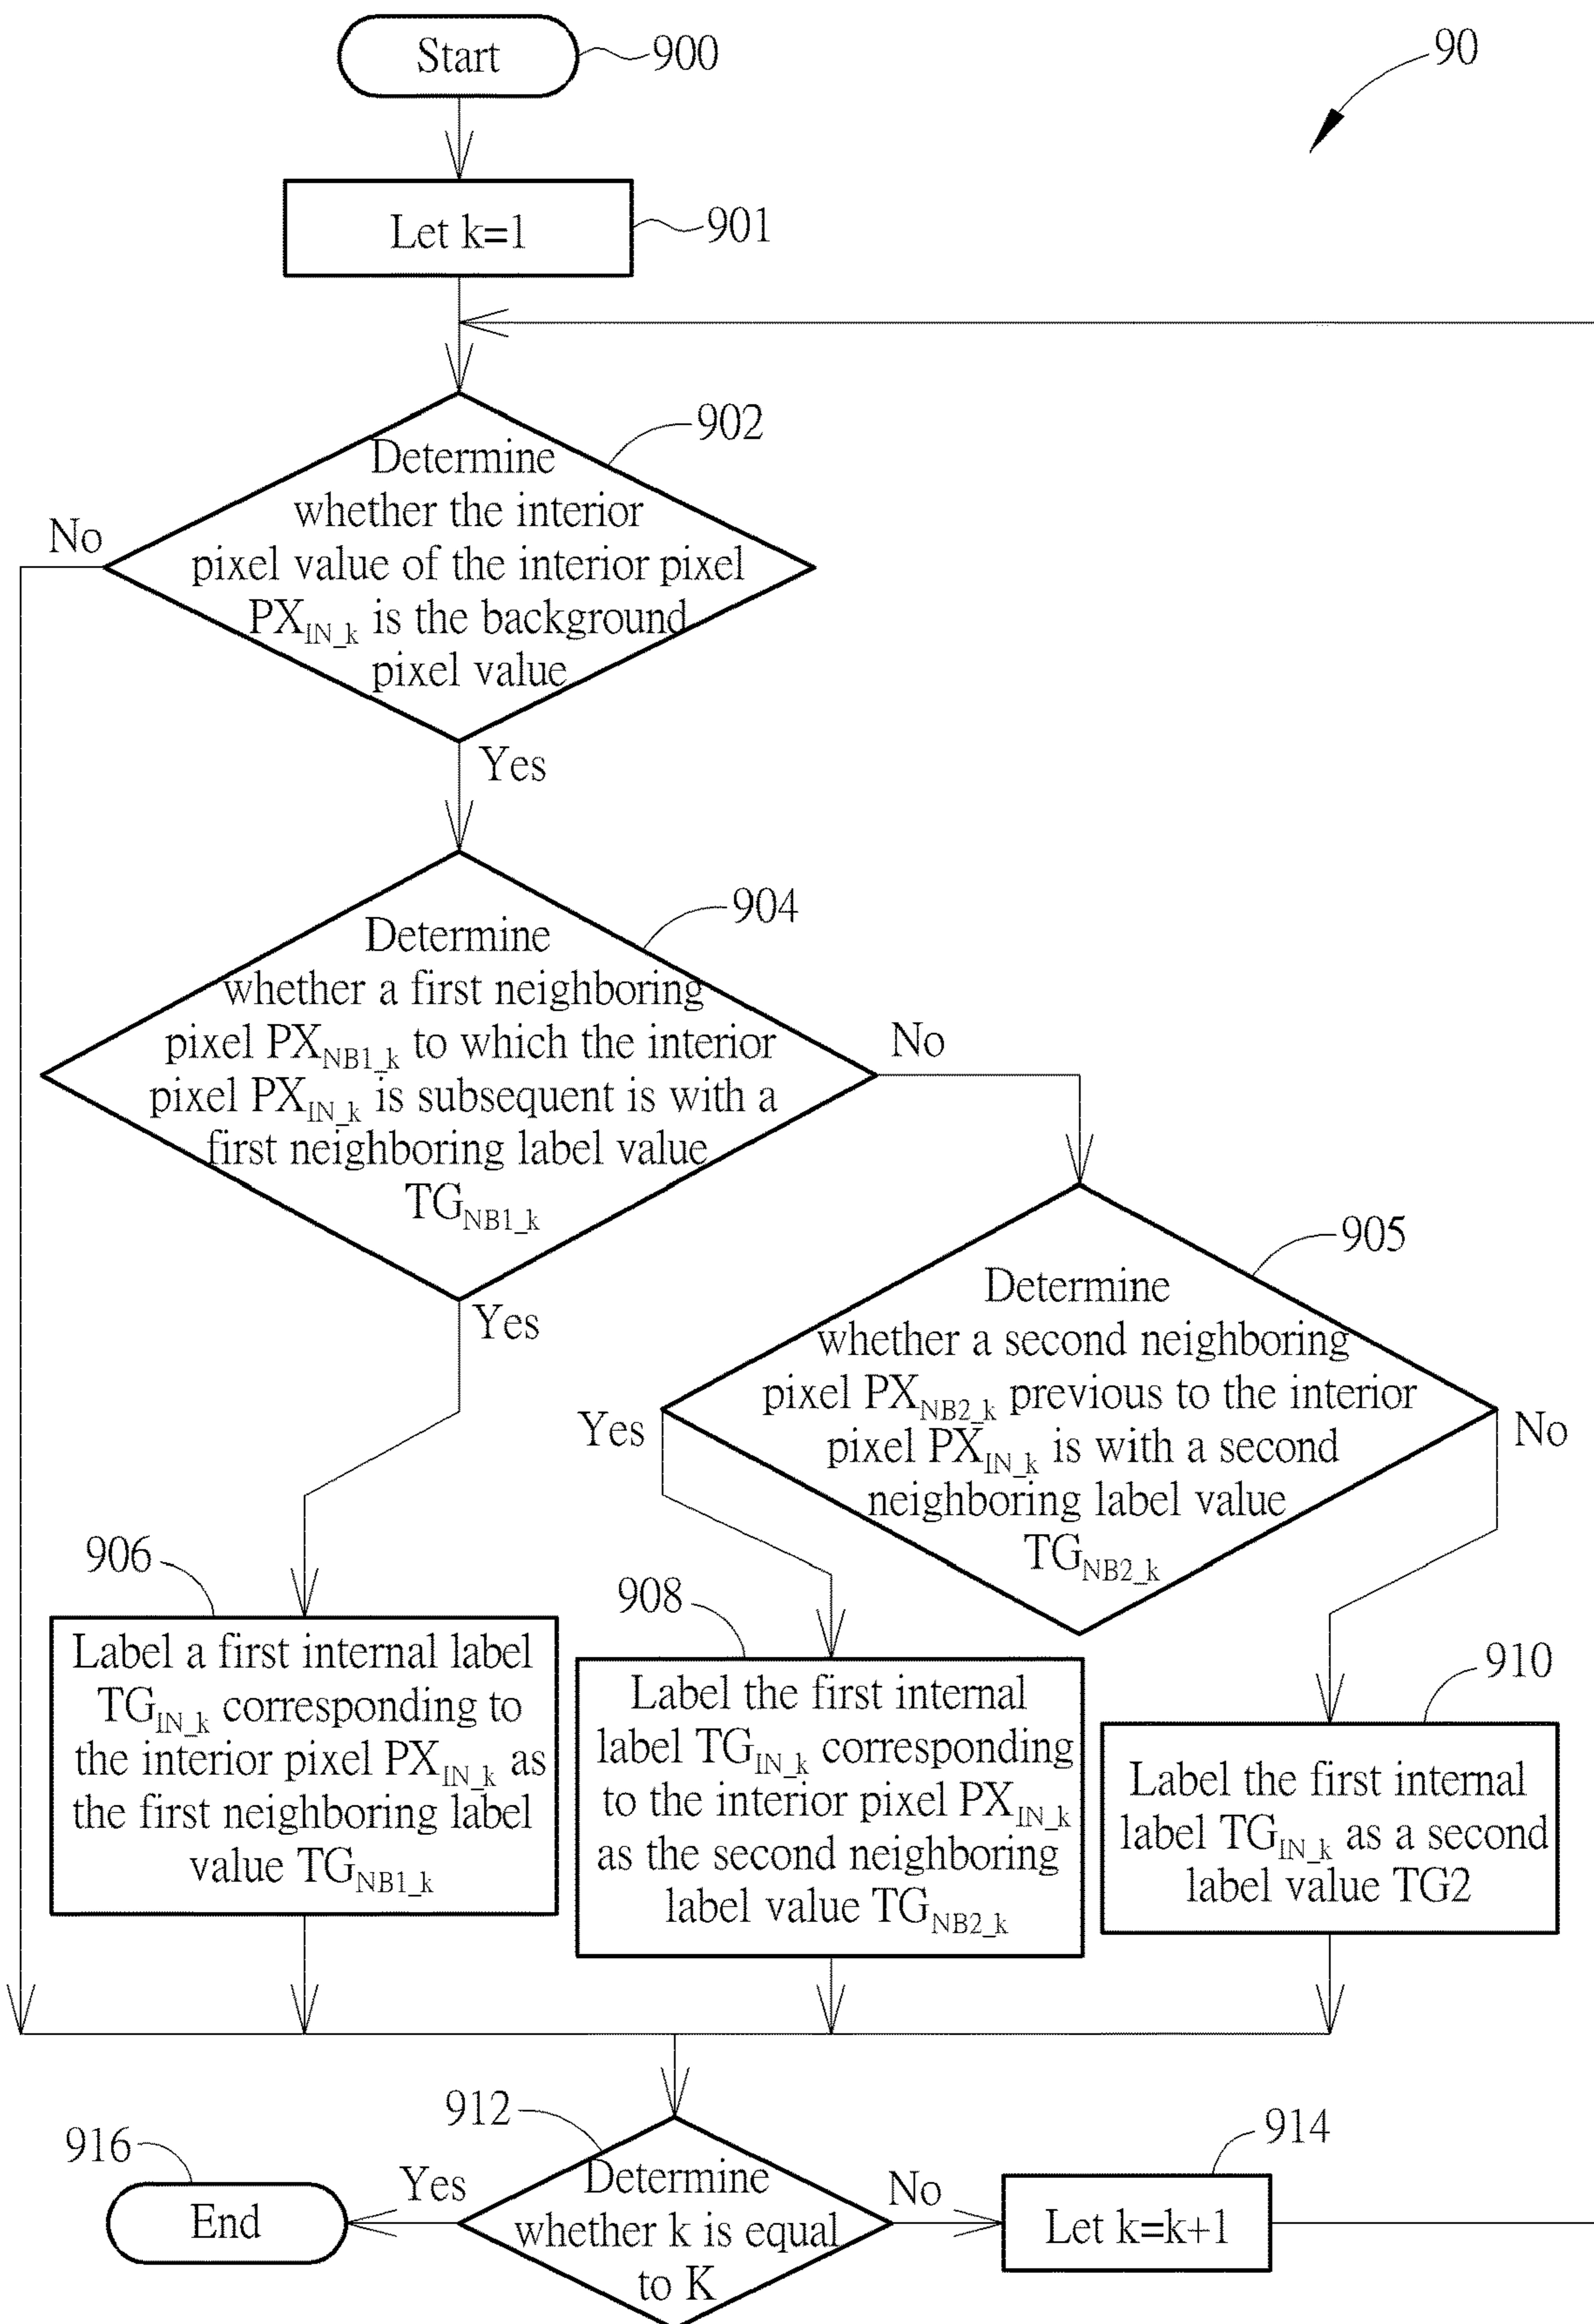 Start
900
90
Let k=1
901
902
Determine
whether the interior
pixel value of the interior pixel
PX_IN_k is the background
pixel value
No
Yes
904
Determine
whether a first neighboring
pixel PX_NB1_k to which the interior
pixel PX_IN_k is subsequent is with a
first neighboring label value
TG_NB1_k
No
Yes
905
Determine
whether a second neighboring
pixel PX_NB2_k previous to the interior
pixel PX_IN_k is with a second
neighboring label value
TG_NB2_k
Yes
No
906
Label a first internal label
TG_IN_k corresponding to
the interior pixel PX_IN_k as
the first neighboring label
value TG_NB1_k
908
Label the first internal
label TG_IN_k corresponding
to the interior pixel PX_IN_k
as the second neighboring
label value TG_NB2_k
910
Label the first internal
label TG_IN_k as a second
label value TG2
912
Determine
whether k is equal
to K
Yes
No
916
End
914
Let k=k+1